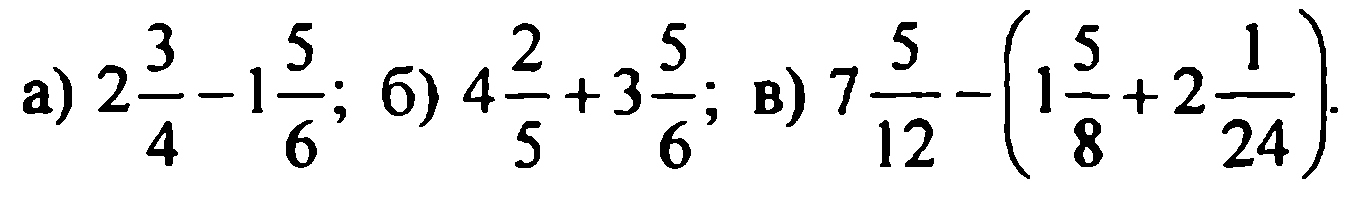 а) 2 3/4 − 1 5/6; б) 4 2/5 + 3 5/6; в) 7 5/12 − (1 5/8 + 2 1/24).